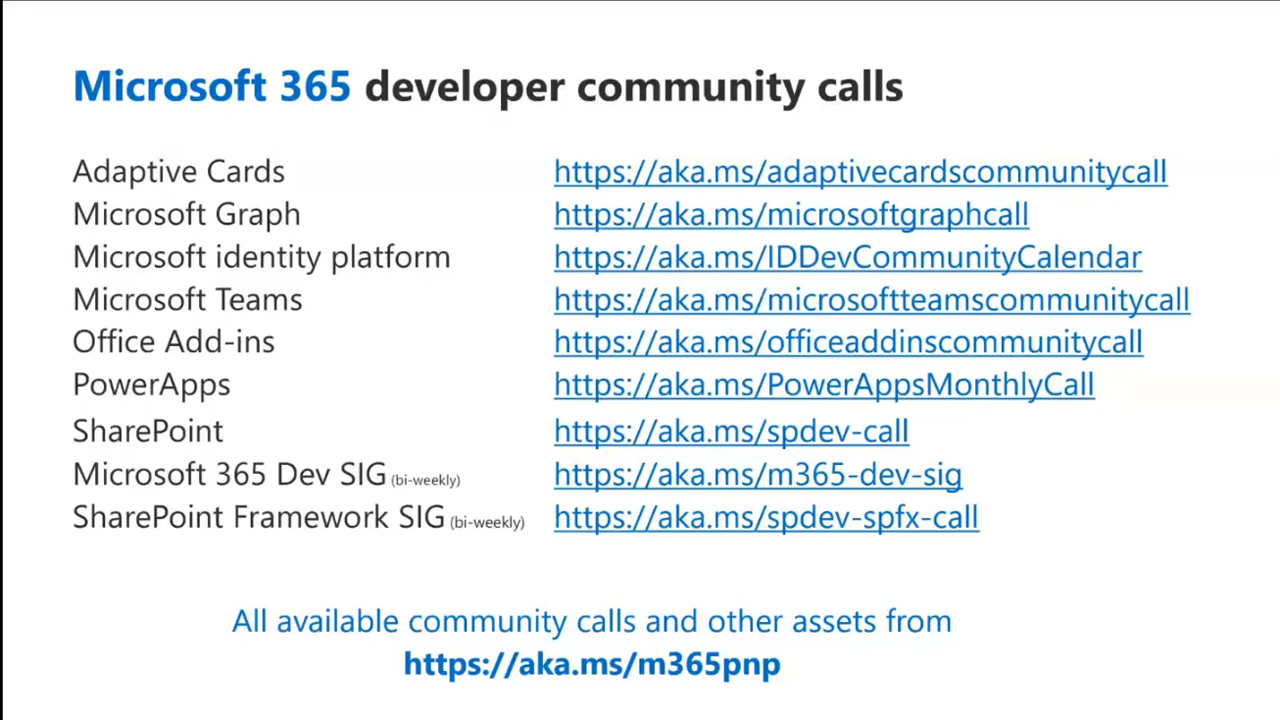 Microsoft 365 developer community calls
Adaptive Cards https://aka.ms/adaptivecardscommunitycall
Microsoft Graph https://aka.ms/microsoftgraphcall
Microsoft identity platform https://aka.ms/IDDevCommunityCalendar
Microsoft Teams https://aka.ms/microsoftteamscommunitycall
Office Add-ins https://aka.ms/officeaddinscommunitycall
PowerApps https://aka.ms/PowerAppsMonthlyCall
SharePoint https://aka.ms/spdev-call
Microsoft 365 Dev SIG (bi-weekly) https://aka.ms/m365-dev-sig
SharePoint Framework SIG (bi-weekly) https://aka.ms/spdev-spfx-call
All available community calls and other assets from
https://aka.ms/m365pnp